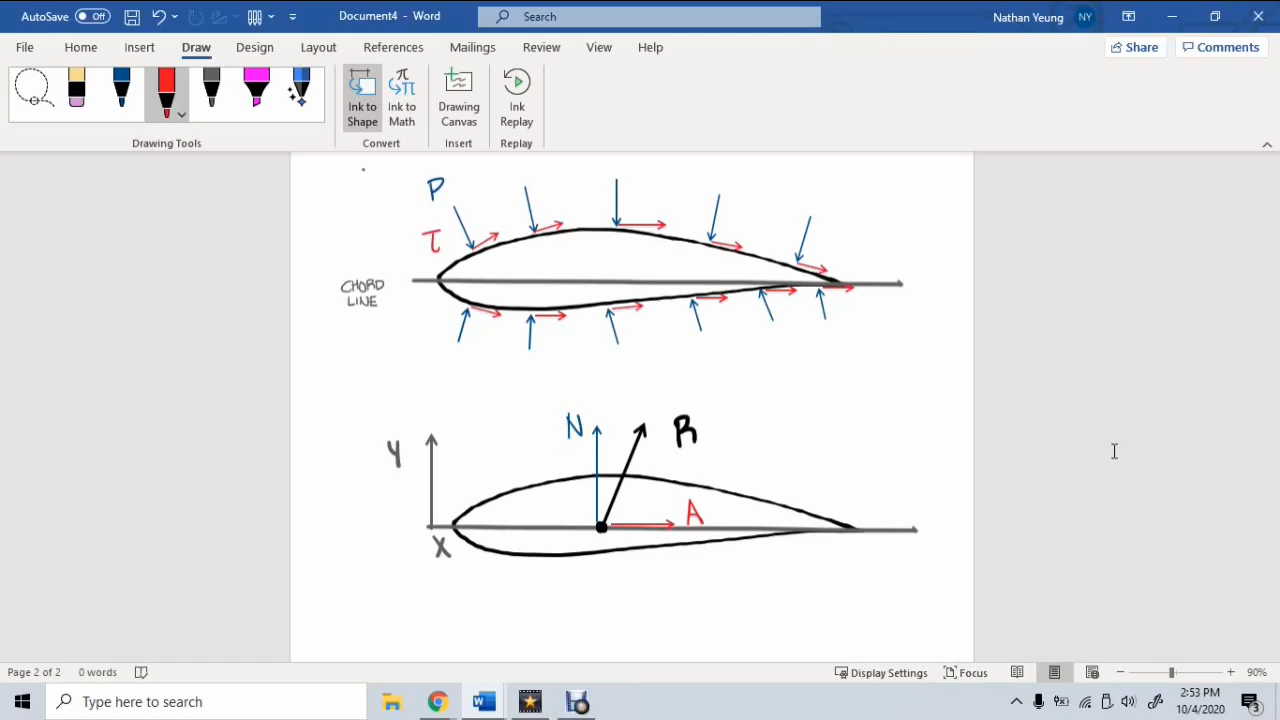 AutoSave Off Document4 - Word Search Nathan Yeung NY
File Home Insert Draw Design Layout References Mailings Review View Help Share Comments
Ink to Shape
Ink to Math
Drawing Canvas
Ink Replay
Drawing Tools Convert Insert Replay
P
τ
CHORD
LINE
N R
Y
A
X
Page 2 of 2 0 words Display Settings Focus 90%
Type here to search 2:53 PM
10/4/2020 3